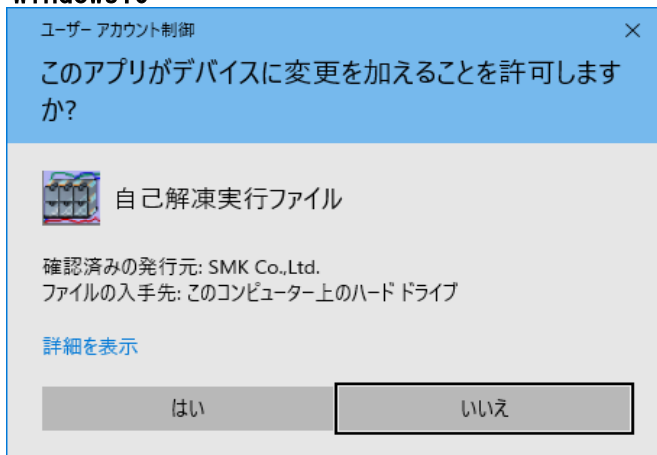 Windows10
ユーザー アカウント制御
このアプリがデバイスに変更を加えることを許可します
か?
自己解凍実行ファイル
確認済みの発行元: SMK Co.,Ltd.
ファイルの入手先: このコンピューター上のハード ドライブ
詳細を表示
はい
いいえ